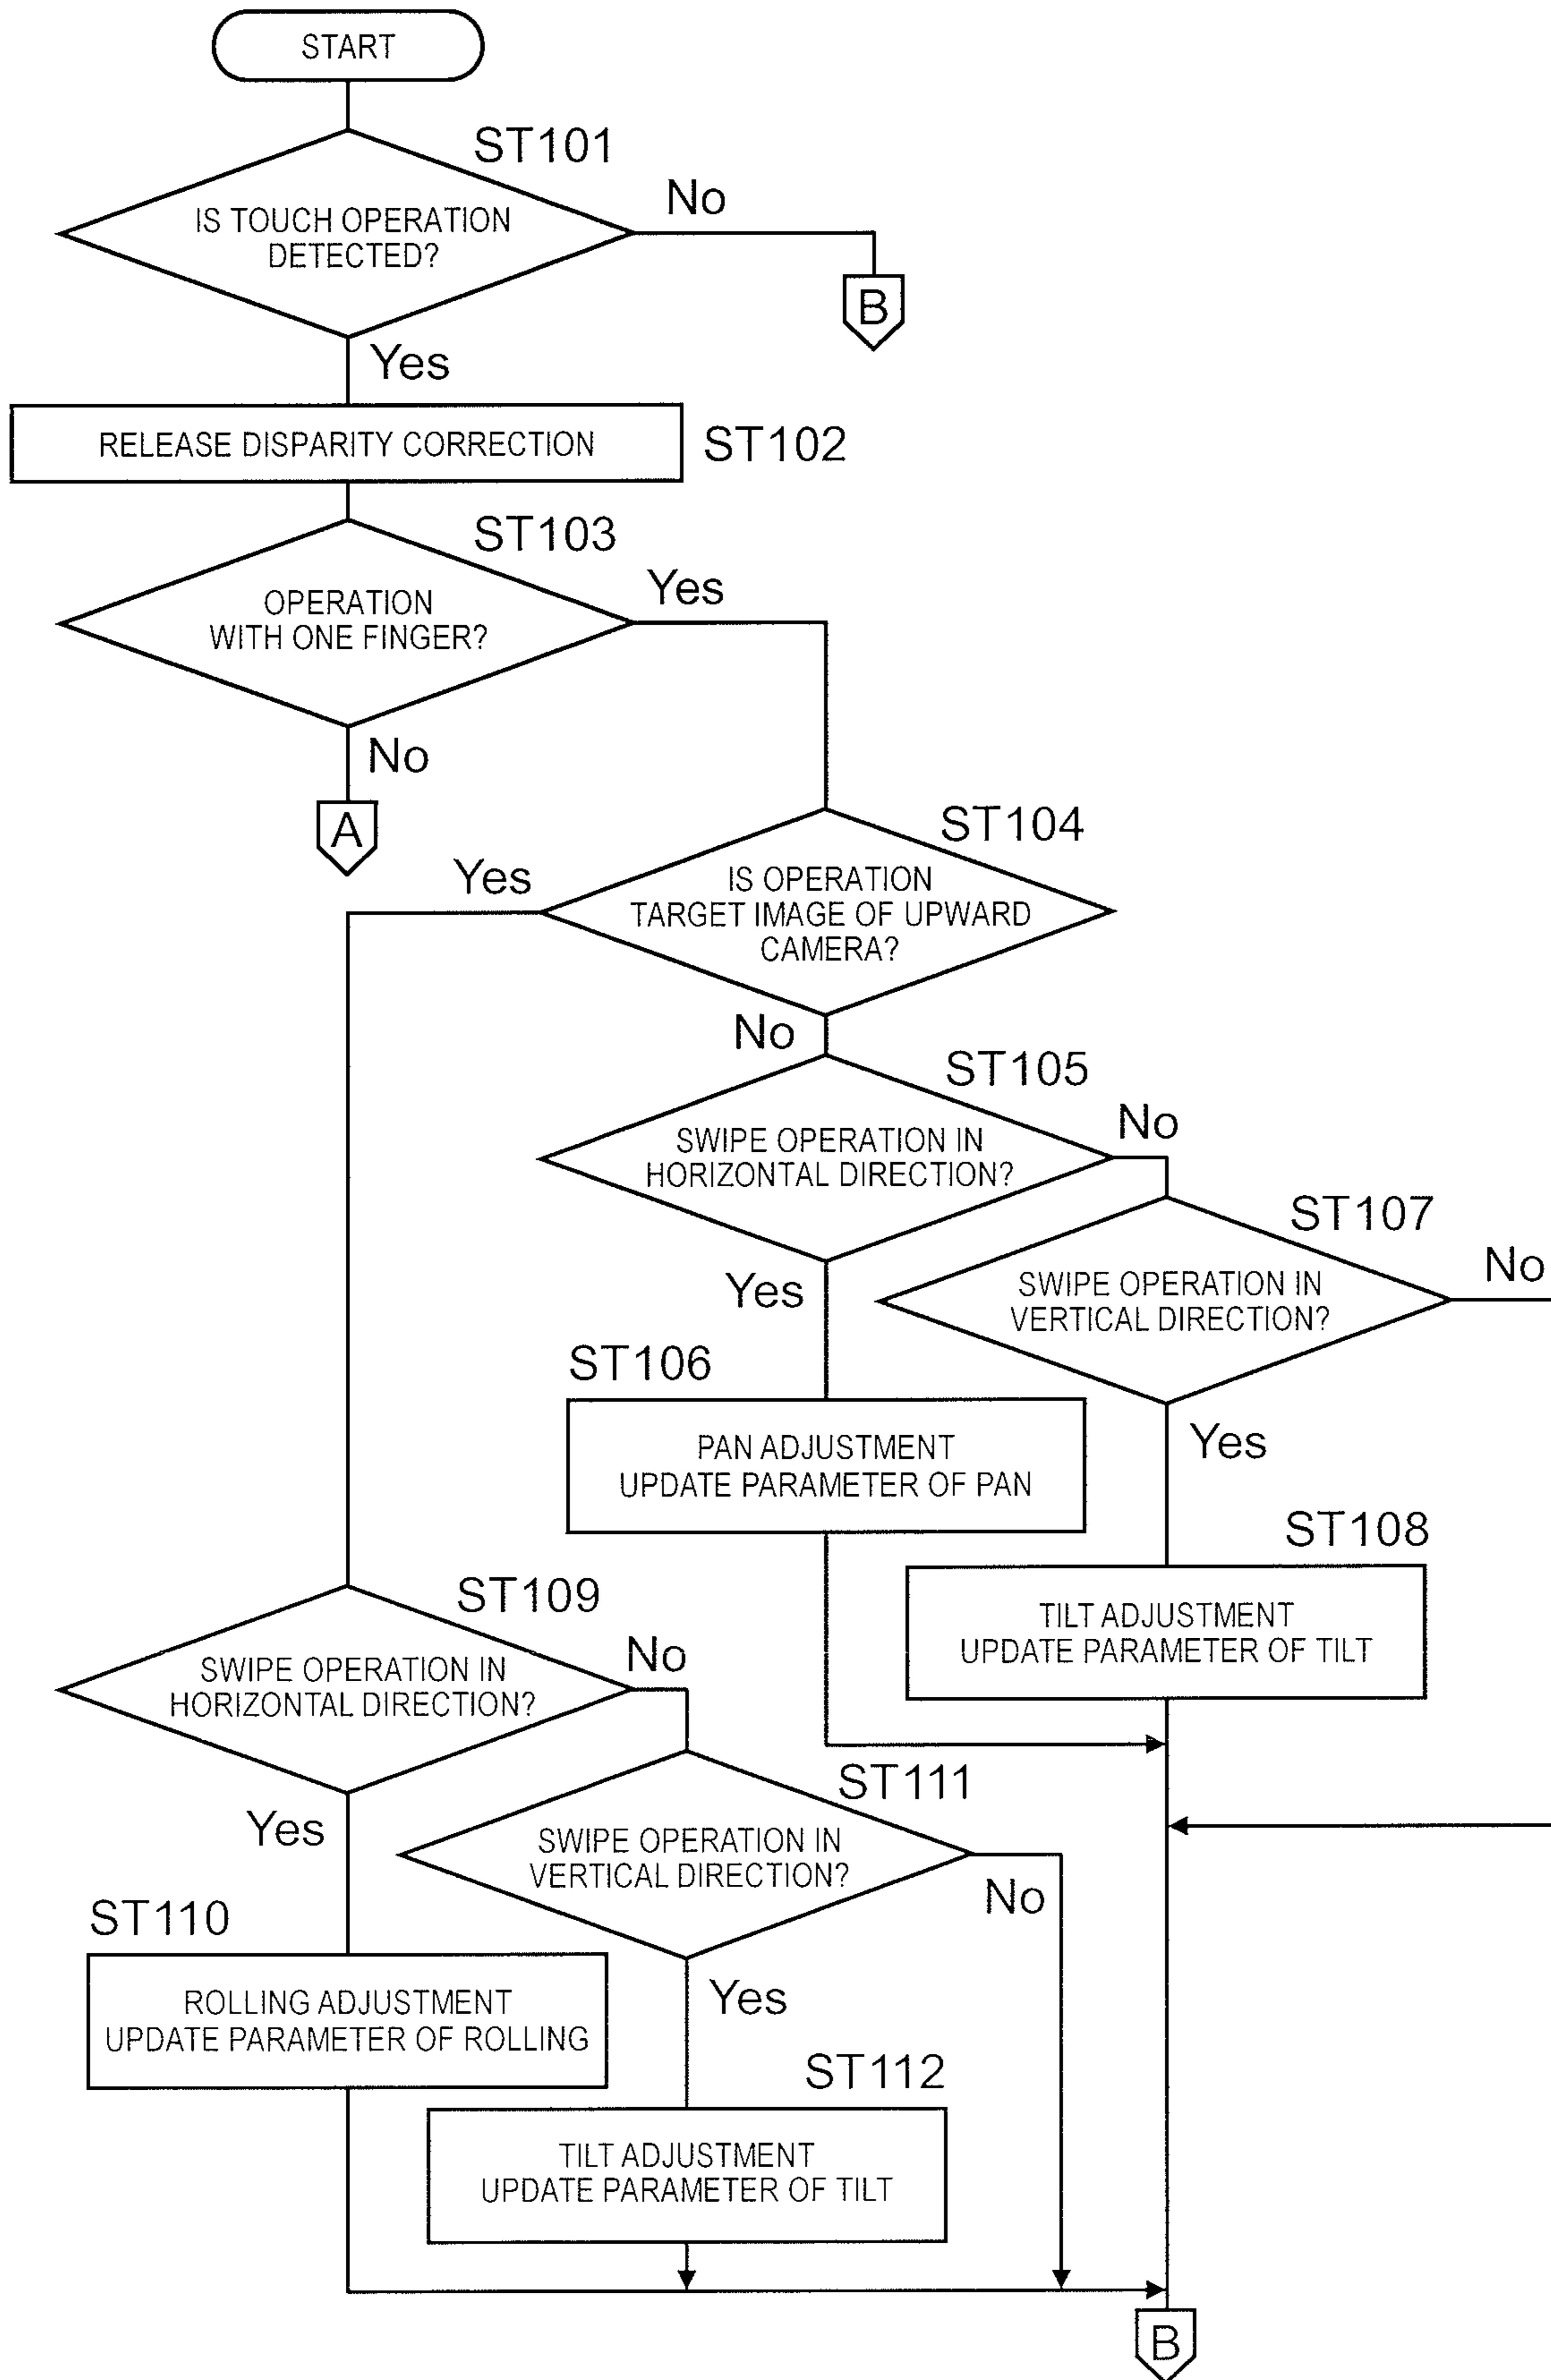 START
ST101
IS TOUCH OPERATION
DETECTED?
No
B
Yes
RELEASE DISPARITY CORRECTION
ST102
ST103
OPERATION
WITH ONE FINGER?
Yes
No
A
ST104
IS OPERATION
TARGET IMAGE OF UPWARD
CAMERA?
Yes
No
ST105
SWIPE OPERATION IN
HORIZONTAL DIRECTION?
No
ST107
SWIPE OPERATION IN
VERTICAL DIRECTION?
No
Yes
ST106
PAN ADJUSTMENT
UPDATE PARAMETER OF PAN
Yes
ST108
TILT ADJUSTMENT
UPDATE PARAMETER OF TILT
ST109
SWIPE OPERATION IN
HORIZONTAL DIRECTION?
No
ST111
SWIPE OPERATION IN
VERTICAL DIRECTION?
No
Yes
ST110
ROLLING ADJUSTMENT
UPDATE PARAMETER OF ROLLING
Yes
ST112
TILT ADJUSTMENT
UPDATE PARAMETER OF TILT
B